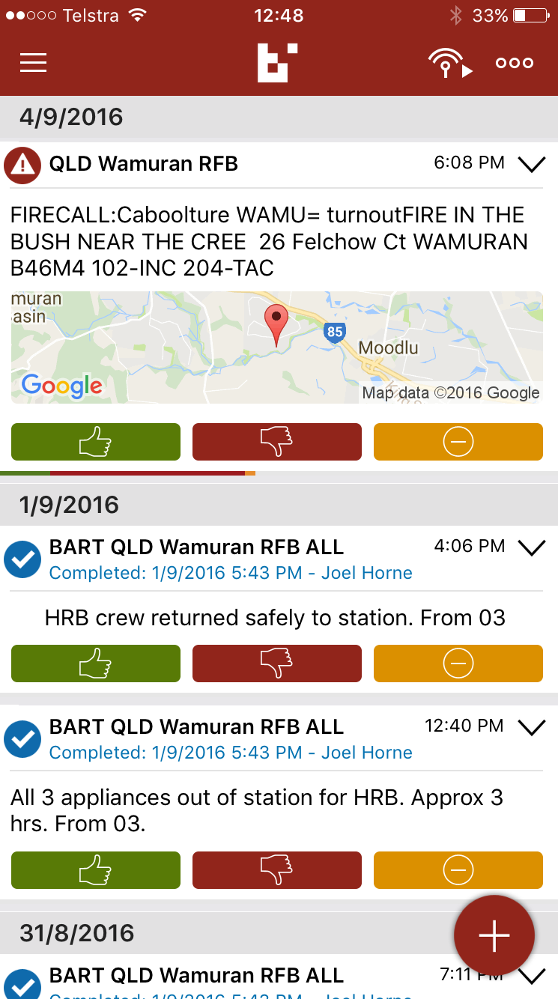 Telstra 12:48 33%
4/9/2016
QLD Wamuran RFB 6:08 PM
FIRECALL:Caboolture WAMU= turnoutFIRE IN THE
BUSH NEAR THE CREE 26 Felchow Ct WAMURAN
B46M4 102-INC 204-TAC
muran
asin
85
Moodlu
Google
Map data ©2016 Google
1/9/2016
BART QLD Wamuran RFB ALL 4:06 PM
Completed: 1/9/2016 5:43 PM - Joel Horne
HRB crew returned safely to station. From 03
BART QLD Wamuran RFB ALL 12:40 PM
Completed: 1/9/2016 5:43 PM - Joel Horne
All 3 appliances out of station for HRB. Approx 3
hrs. From 03.
31/8/2016
BART QLD Wamuran RFB ALL 7:11 PM